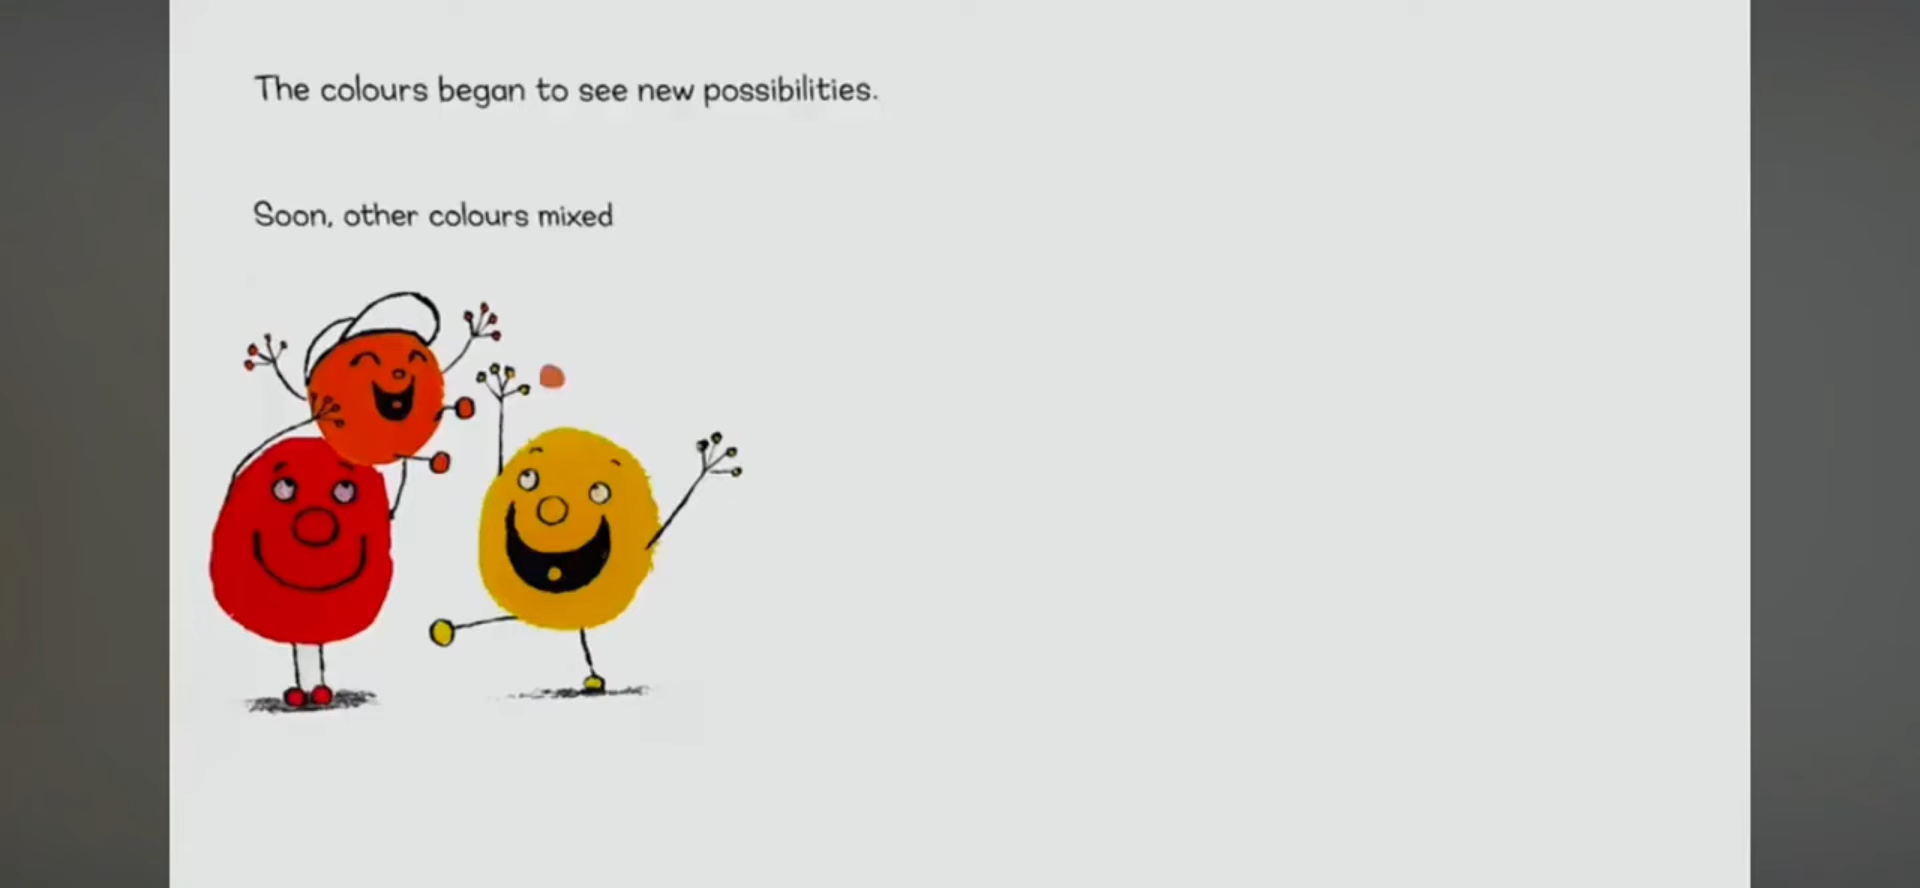 The colours began to see new possibilities.
Soon, other colours mixed